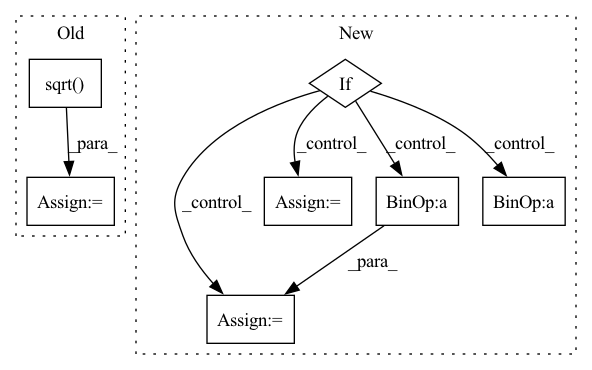 Old
New
sqrt()
If
_para_
_control_
_control_
_control_
_control_
Assign:=
Assign:=
BinOp:a
BinOp:a
_para_
Assign:=